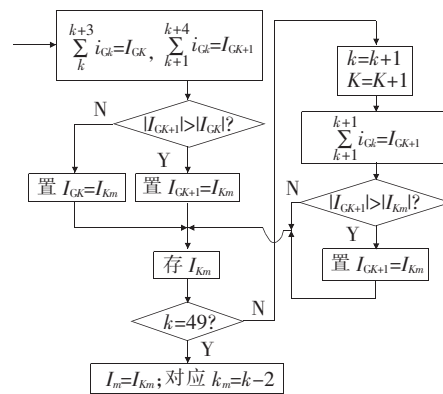 k+3 k+4
∑ i_Gk=I_GK, ∑ i_Gk=I_GK+1
k k+1
|I_GK+1|>|I_GK|?
N
Y
置 I_GK=I_Km
置 I_GK+1=I_Km
存 I_Km
k=49?
N
Y
I_m=I_Km;对应 k_m=k-2
k=k+1
K=K+1
k+1
∑ i_Gk=I_GK+1
k+1
|I_GK+1|>|I_Km|?
N
Y
置 I_GK+1=I_Km